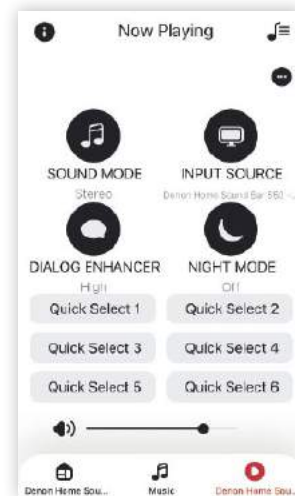 Now Playing
SOUND MODE
Stereo
INPUT SOURCE
Denon Home Sound Bar 550 -...
DIALOG ENHANCER
High
NIGHT MODE
Off
Quick Select 1
Quick Select 2
Quick Select 3
Quick Select 4
Quick Select 5
Quick Select 6
Denon Home Sou...
Music
Denon Home Sou...